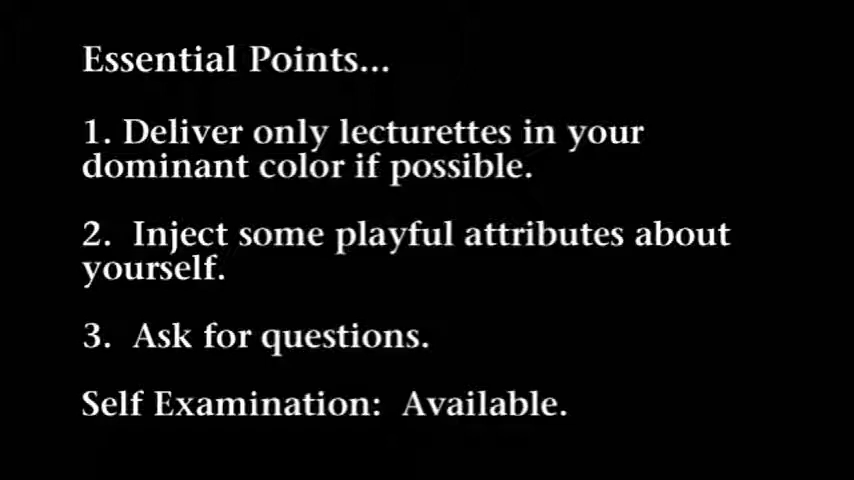 Essential Points...
1. Deliver only lecturettes in your
dominant color if possible.
2. Inject some playful attributes about
yourself.
3. Ask for questions.
Self Examination: Available.